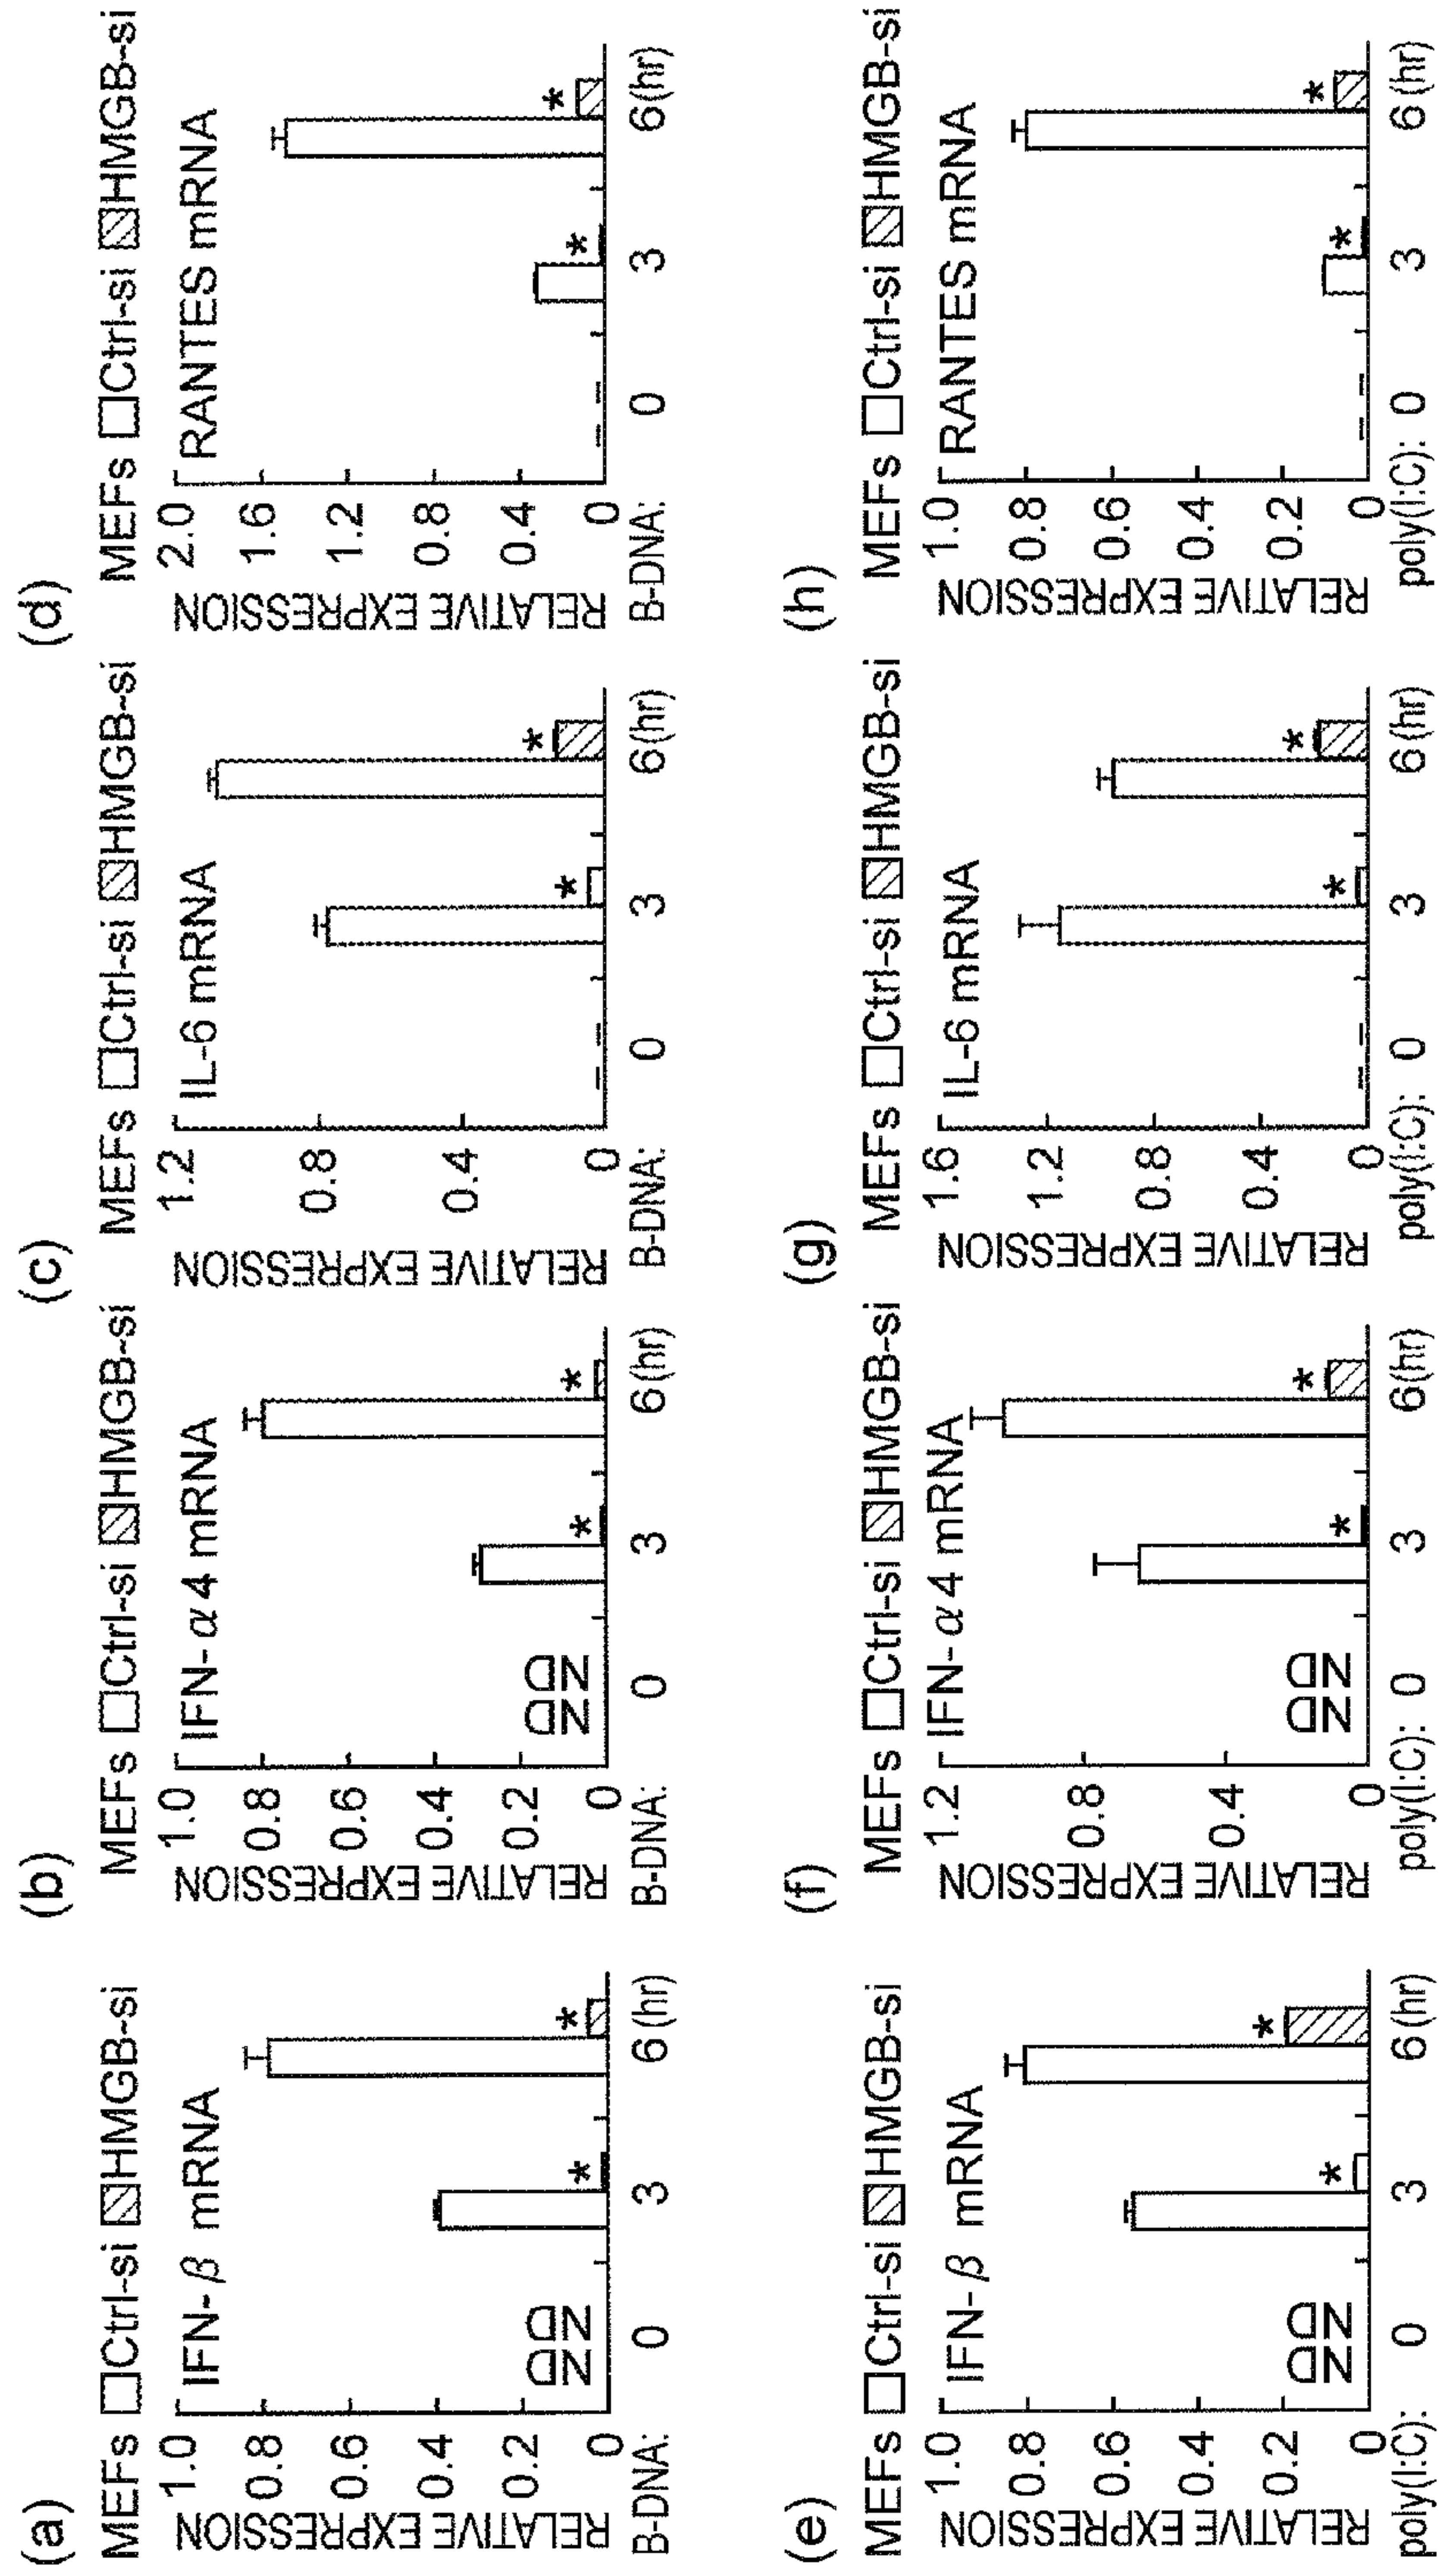 (a)
MEFs Ctrl-si HMGB-si
IFN-β mRNA
RELATIVE EXPRESSION
1.0
0.8
0.6
0.4
0.2
0
ND ND
* *
B-DNA: 0 3 6 (hr)
(b)
MEFs Ctrl-si HMGB-si
IFN-α4 mRNA
RELATIVE EXPRESSION
1.0
0.8
0.6
0.4
0.2
0
ND ND
* *
B-DNA: 0 3 6 (hr)
(c)
MEFs Ctrl-si HMGB-si
IL-6 mRNA
RELATIVE EXPRESSION
1.2
0.8
0.4
0
* *
B-DNA: 0 3 6 (hr)
(d)
MEFs Ctrl-si HMGB-si
RANTES mRNA
RELATIVE EXPRESSION
2.0
1.6
1.2
0.8
0.4
0
* *
B-DNA: 0 3 6 (hr)
(e)
MEFs Ctrl-si HMGB-si
IFN-β mRNA
RELATIVE EXPRESSION
1.0
0.8
0.6
0.4
0.2
0
ND ND
* *
poly(I:C): 0 3 6 (hr)
(f)
MEFs Ctrl-si HMGB-si
IFN-α4 mRNA
RELATIVE EXPRESSION
1.2
0.8
0.4
0
ND ND
* *
poly(I:C): 0 3 6 (hr)
(g)
MEFs Ctrl-si HMGB-si
IL-6 mRNA
RELATIVE EXPRESSION
1.6
1.2
0.8
0.4
0
* *
poly(I:C): 0 3 6 (hr)
(h)
MEFs Ctrl-si HMGB-si
RANTES mRNA
RELATIVE EXPRESSION
1.0
0.8
0.6
0.4
0.2
0
* *
poly(I:C): 0 3 6 (hr)